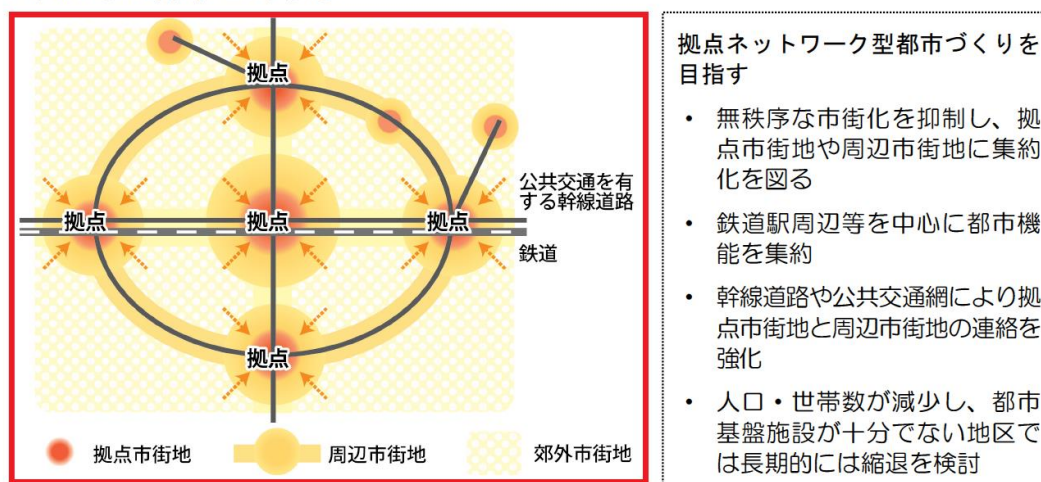 拠点
拠点
拠点
拠点
拠点
公共交通を有
する幹線道路
鉄道
拠点市街地
周辺市街地
郊外市街地
拠点ネットワーク型都市づくりを
目指す
• 無秩序な市街化を抑制し、拠
点市街地や周辺市街地に集約
化を図る
• 鉄道駅周辺等を中心に都市機
能を集約
• 幹線道路や公共交通網により拠
点市街地と周辺市街地の連絡を
強化
• 人口・世帯数が減少し、都市
基盤施設が十分でない地区で
は長期的には縮退を検討